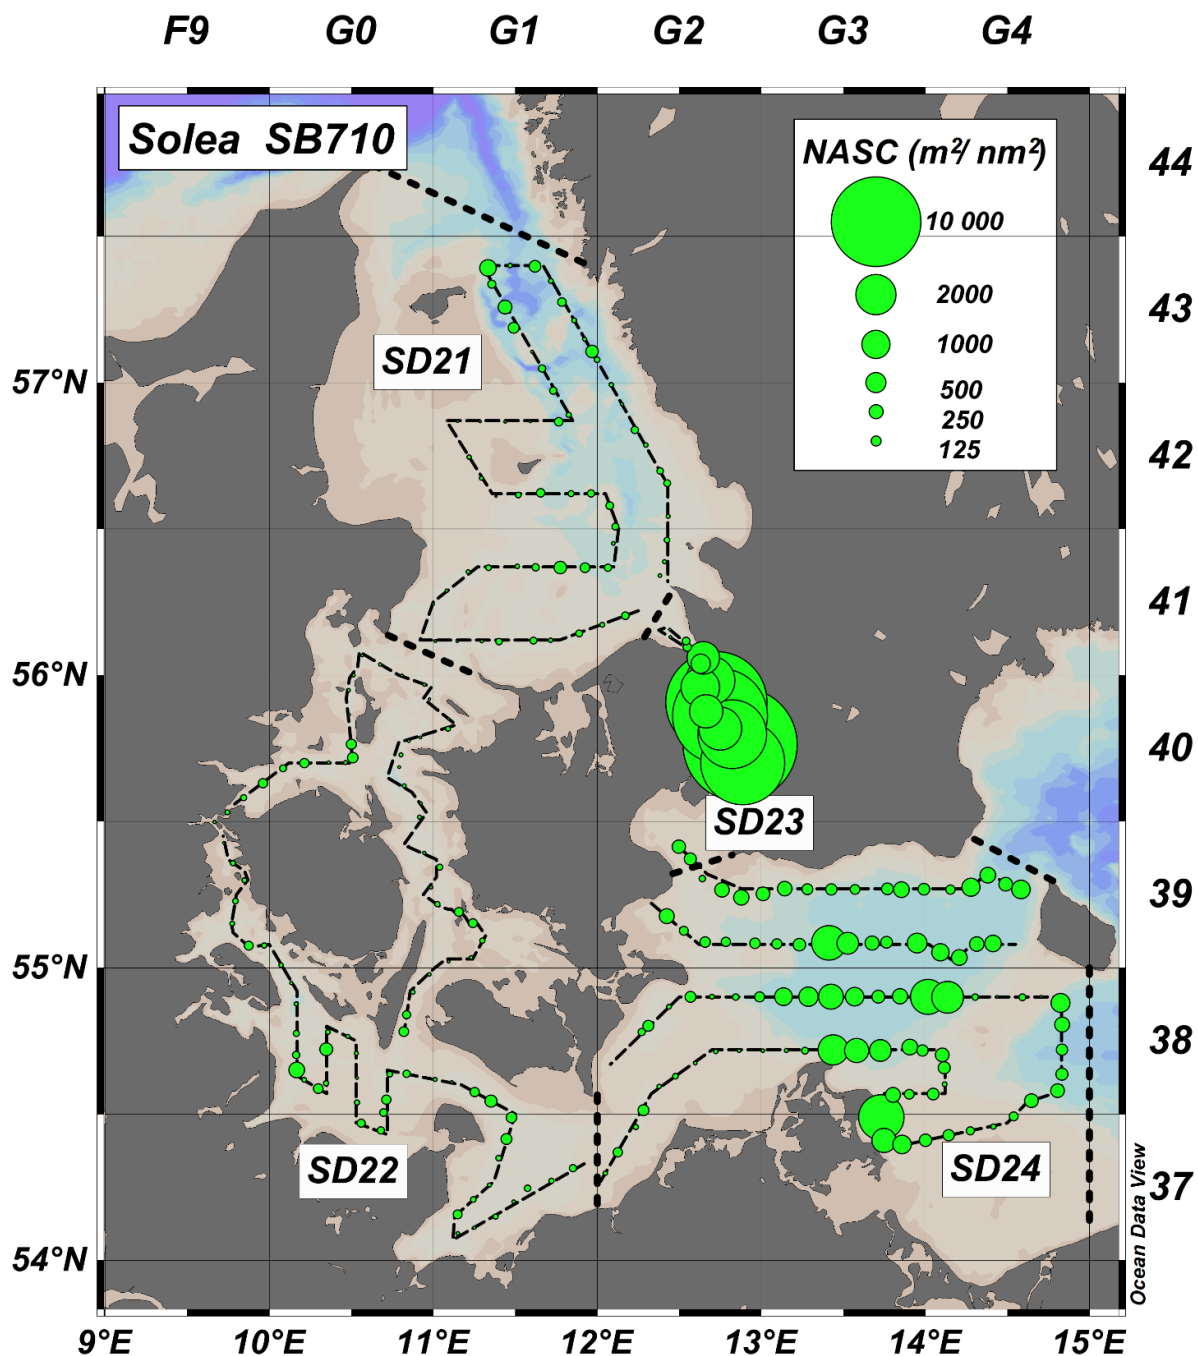 F9 G0 G1 G2 G3 G4
Solea SB710
NASC (m²/ nm²)
10 000
2000
1000
500
250
125
44
43
42
41
40
39
38
37
57°N
56°N
55°N
54°N
SD21
SD23
SD22
SD24
Ocean Data View
9°E 10°E 11°E 12°E 13°E 14°E 15°E